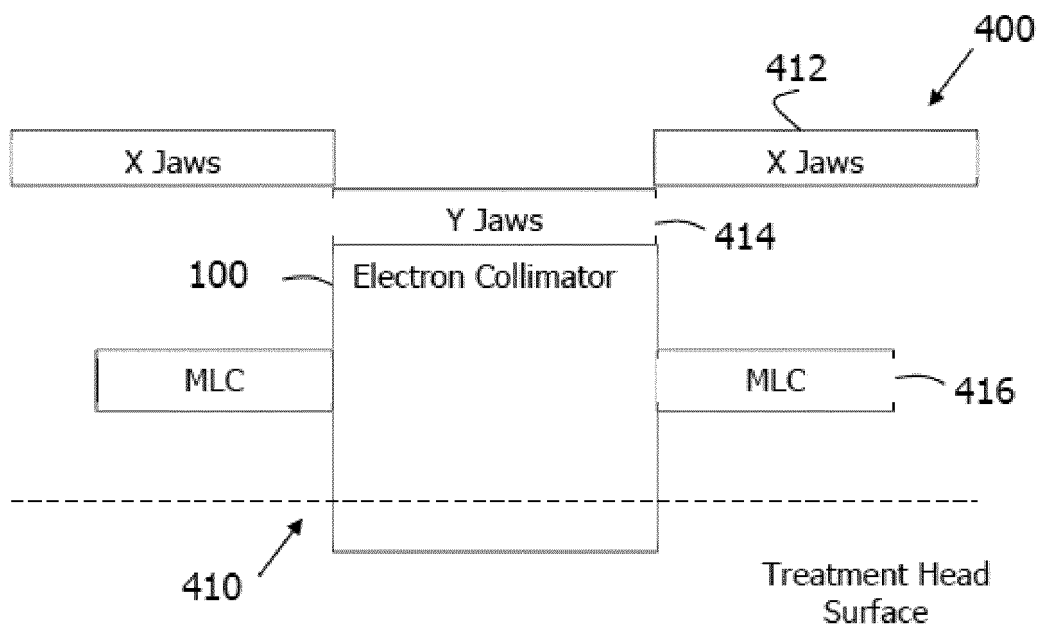 400
412
X Jaws
X Jaws
Y Jaws
414
100
Electron Collimator
MLC
MLC
416
410
Treatment Head
Surface